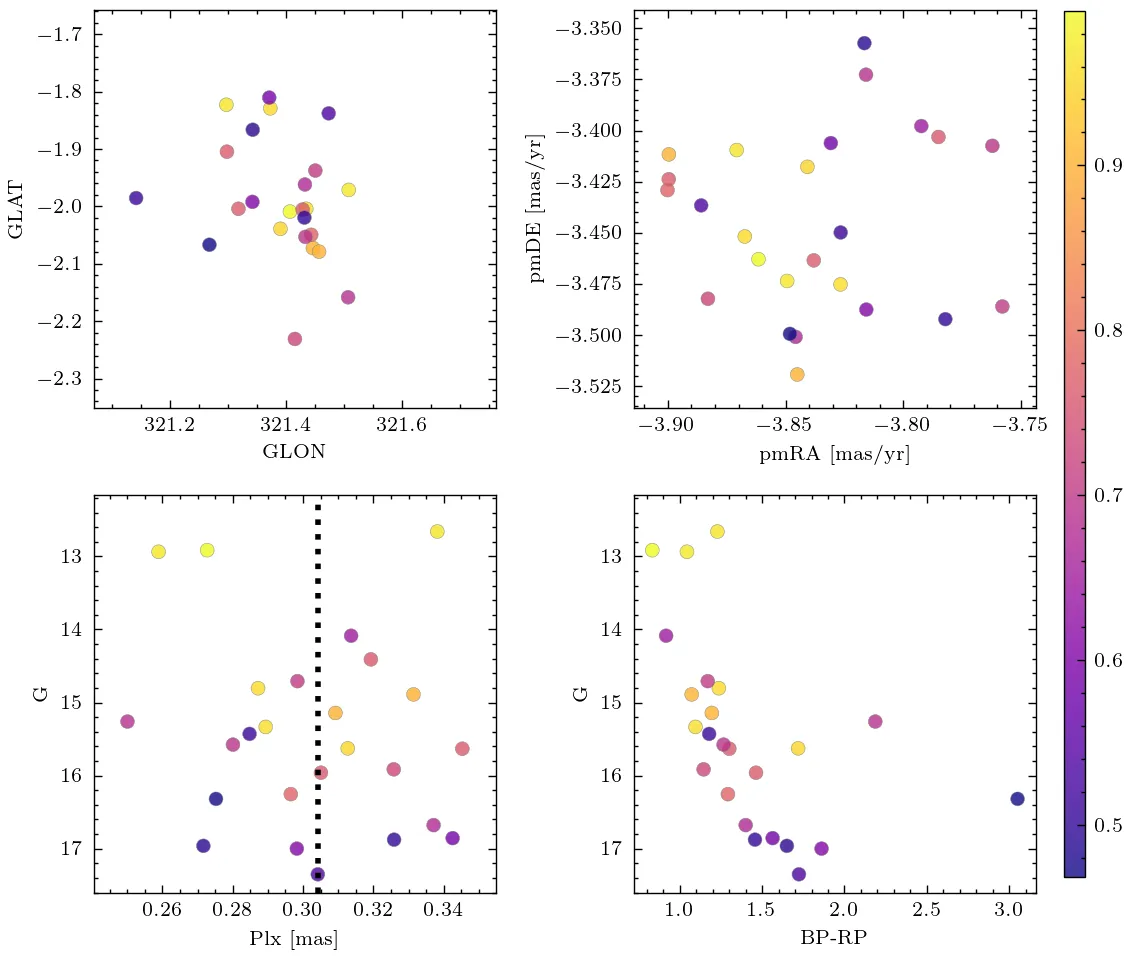 −1.7
−1.8
−1.9
−2.0
−2.1
−2.2
−2.3
GLAT
321.2 321.4 321.6
GLON
−3.350
−3.375
−3.400
−3.425
−3.450
−3.475
−3.500
−3.525
pmDE [mas/yr]
−3.90 −3.85 −3.80 −3.75
pmRA [mas/yr]
13
14
15
16
17
G
0.26 0.28 0.30 0.32 0.34
Plx [mas]
13
14
15
16
17
G
1.0 1.5 2.0 2.5 3.0
BP-RP
0.9
0.8
0.7
0.6
0.5